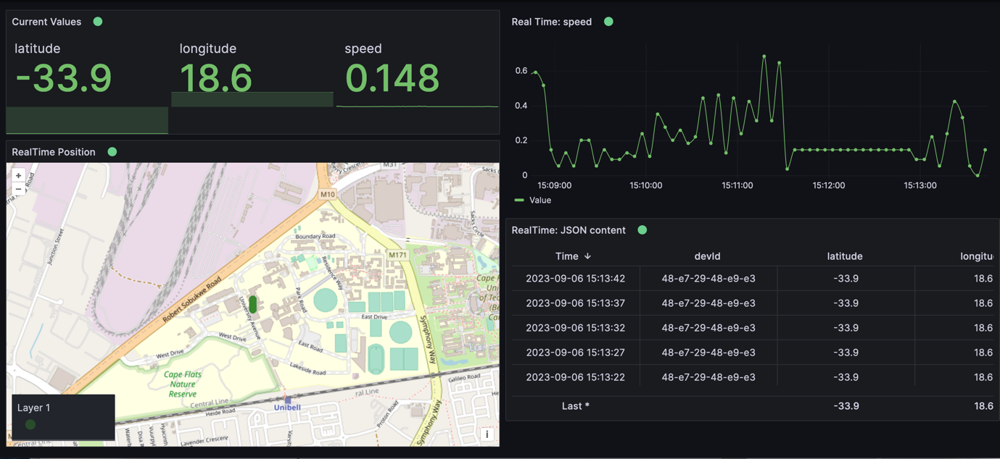 Current Values
latitude
longitude
speed
-33.9
18.6
0.148
RealTime Position
+
−
M31
M10
M171
Junction Street
Boundary Road
Residence Way
Park Road
Robert Sobukwe Road
University Avenue
East Drive
West Drive
West Drive
East Road
Lakeside Road
Symphony Way
Symphony Way
Sacks Circle
Cape Flats
Nature
Reserve
Central Line
ral Line
Galileo Road
Unibell
Heide Road
Proton Road
Lavender Crescent
Hyacinth
Central Line
Layer 1
i
Real Time: speed
0.6
0.4
0.2
0
15:09:00
15:10:00
15:11:00
15:12:00
15:13:00
Value
RealTime: JSON content
Time ↓ devId latitude longitu
2023-09-06 15:13:42 48-e7-29-48-e9-e3 -33.9 18.6
2023-09-06 15:13:37 48-e7-29-48-e9-e3 -33.9 18.6
2023-09-06 15:13:32 48-e7-29-48-e9-e3 -33.9 18.6
2023-09-06 15:13:27 48-e7-29-48-e9-e3 -33.9 18.6
2023-09-06 15:13:22 48-e7-29-48-e9-e3 -33.9 18.6
Last * -33.9 18.6